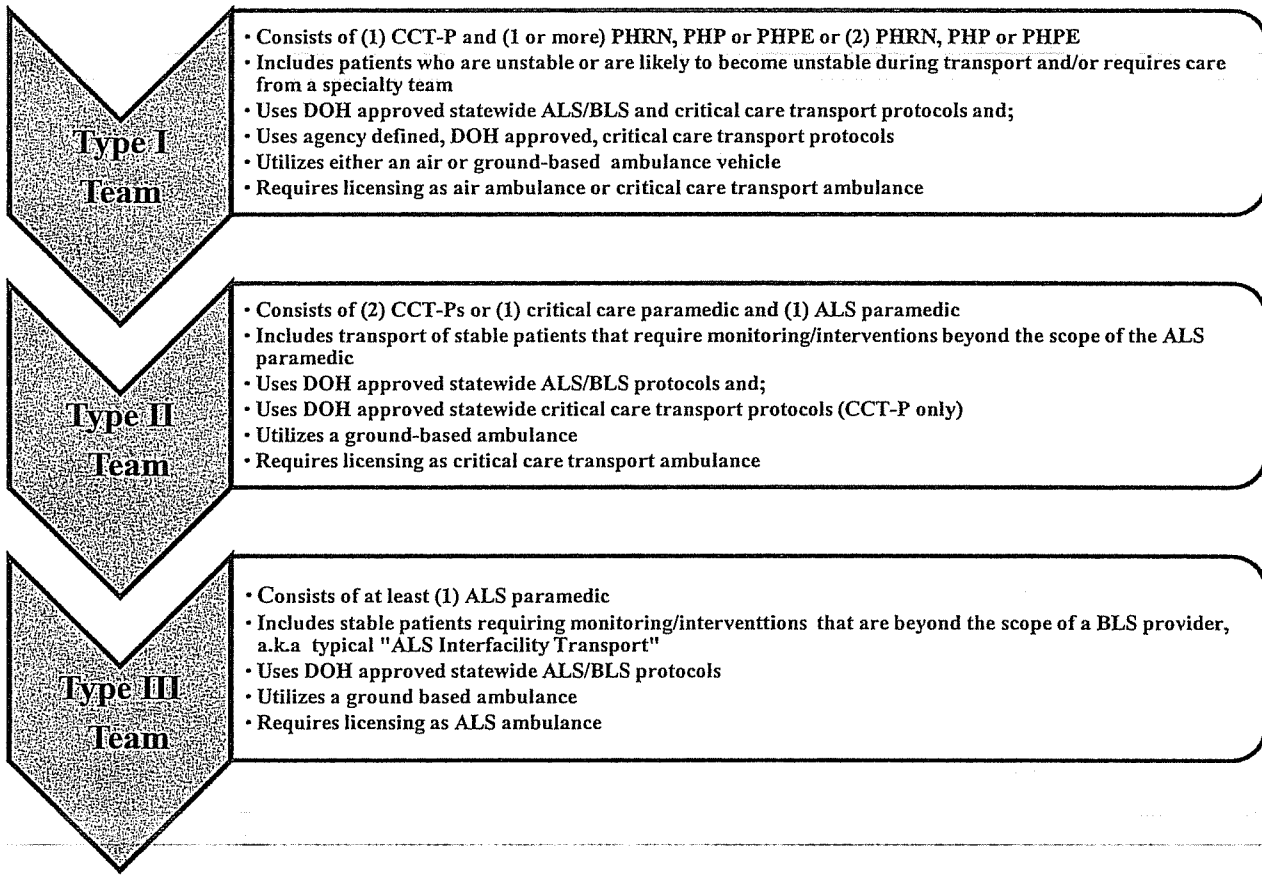 Type I
Team
• Consists of (1) CCT-P and (1 or more) PHRN, PHP or PHPE or (2) PHRN, PHP or PHPE
• Includes patients who are unstable or are likely to become unstable during transport and/or requires care
from a specialty team
• Uses DOH approved statewide ALS/BLS and critical care transport protocols and;
• Uses agency defined, DOH approved, critical care transport protocols
• Utilizes either an air or ground-based ambulance vehicle
• Requires licensing as air ambulance or critical care transport ambulance
Type II
Team
• Consists of (2) CCT-Ps or (1) critical care paramedic and (1) ALS paramedic
• Includes transport of stable patients that require monitoring/interventions beyond the scope of the ALS
paramedic
• Uses DOH approved statewide ALS/BLS protocols and;
• Uses DOH approved statewide critical care transport protocols (CCT-P only)
• Utilizes a ground-based ambulance
• Requires licensing as critical care transport ambulance
Type III
Team
• Consists of at least (1) ALS paramedic
• Includes stable patients requiring monitoring/interventtions that are beyond the scope of a BLS provider,
a.k.a typical "ALS Interfacility Transport"
• Uses DOH approved statewide ALS/BLS protocols
• Utilizes a ground based ambulance
• Requires licensing as ALS ambulance